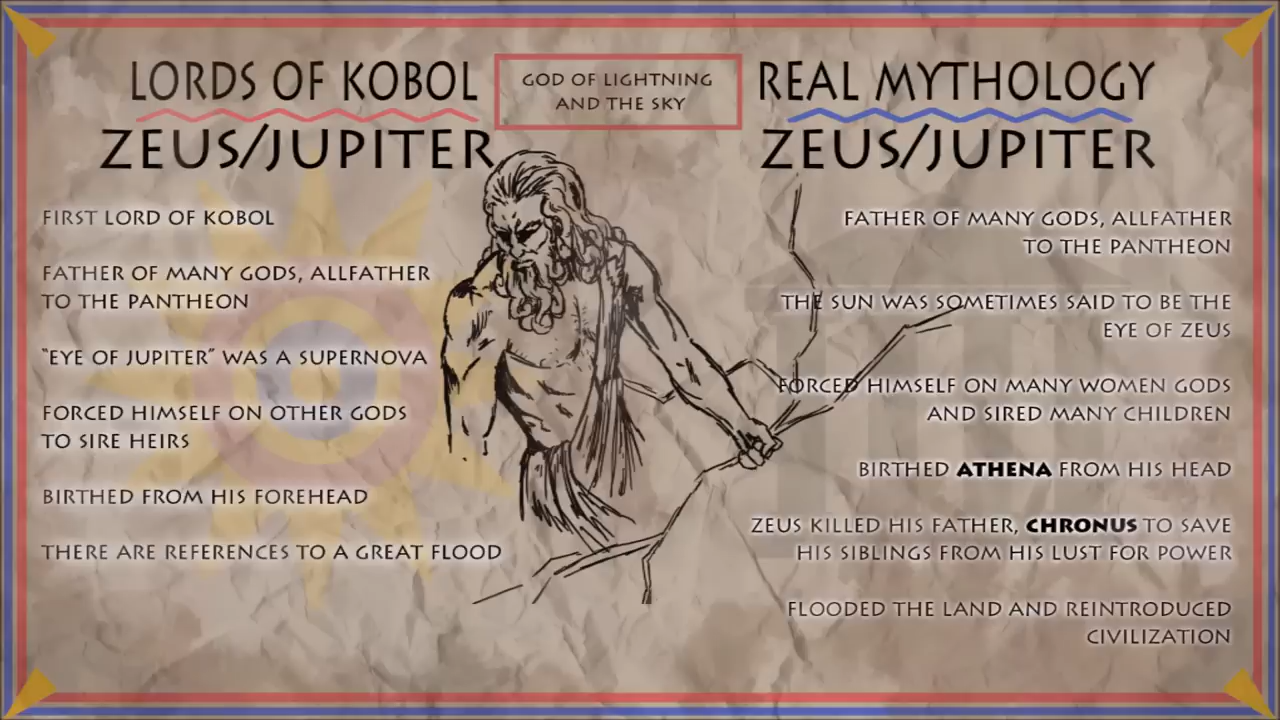 LORDS OF KOBOL
ZEUS/JUPITER
FIRST LORD OF KOBOL
FATHER OF MANY GODS, ALLFATHER
TO THE PANTHEON
"EYE OF JUPITER" WAS A SUPERNOVA
FORCED HIMSELF ON OTHER GODS
TO SIRE HEIRS
BIRTHED FROM HIS FOREHEAD
THERE ARE REFERENCES TO A GREAT FLOOD
GOD OF LIGHTNING
AND THE SKY
REAL MYTHOLOGY
ZEUS/JUPITER
FATHER OF MANY GODS, ALLFATHER
TO THE PANTHEON
THE SUN WAS SOMETIMES SAID TO BE THE
EYE OF ZEUS
FORCED HIMSELF ON MANY WOMEN GODS
AND SIRED MANY CHILDREN
BIRTHED ATHENA FROM HIS HEAD
ZEUS KILLED HIS FATHER, CHRONUS TO SAVE
HIS SIBLINGS FROM HIS LUST FOR POWER
FLOODED THE LAND AND REINTRODUCED
CIVILIZATION